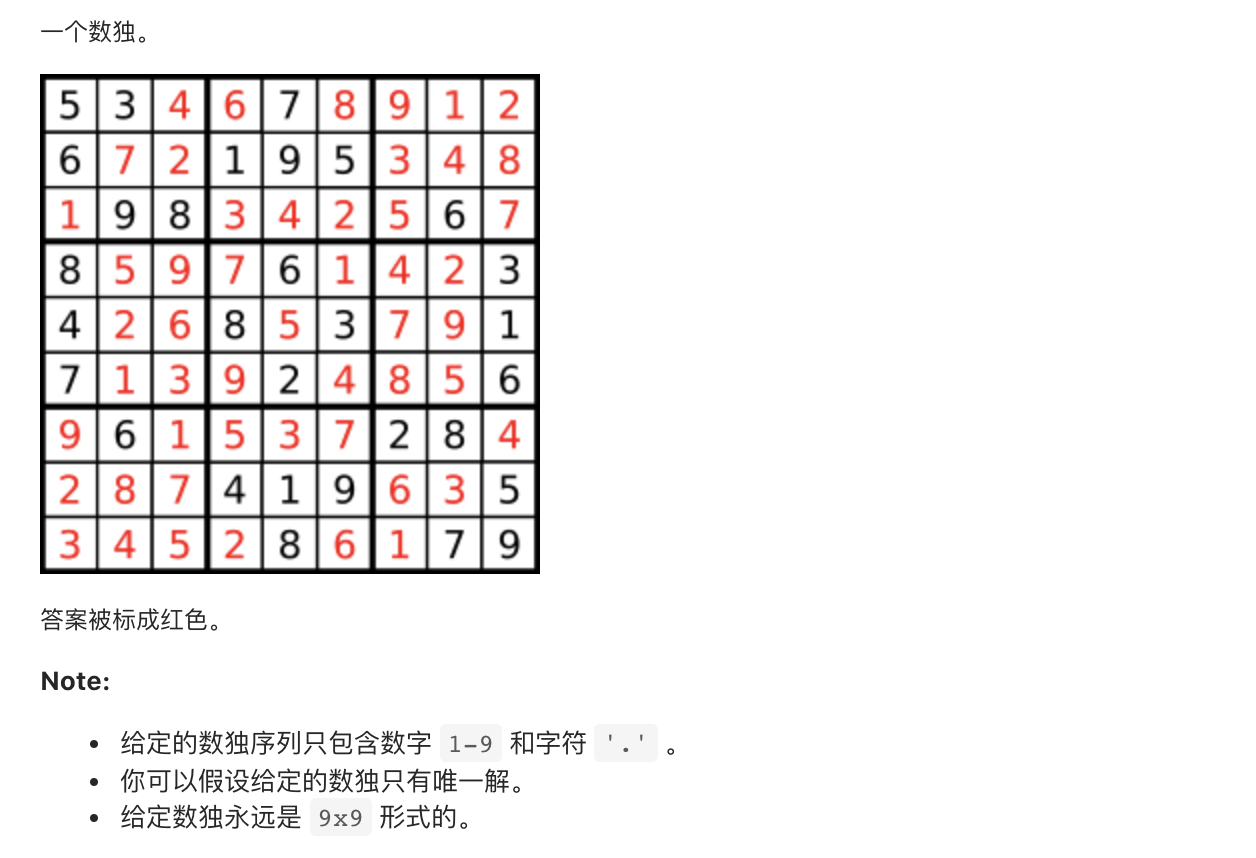 一个数独。
5 3 4 6 7 8 9 1 2
6 7 2 1 9 5 3 4 8
1 9 8 3 4 2 5 6 7
8 5 9 7 6 1 4 2 3
4 2 6 8 5 3 7 9 1
7 1 3 9 2 4 8 5 6
9 6 1 5 3 7 2 8 4
2 8 7 4 1 9 6 3 5
3 4 5 2 8 6 1 7 9
答案被标成红色。
Note:
• 给定的数独序列只包含数字 1-9 和字符 '.' 。
• 你可以假设给定的数独只有唯一解。
• 给定数独永远是 9x9 形式的。